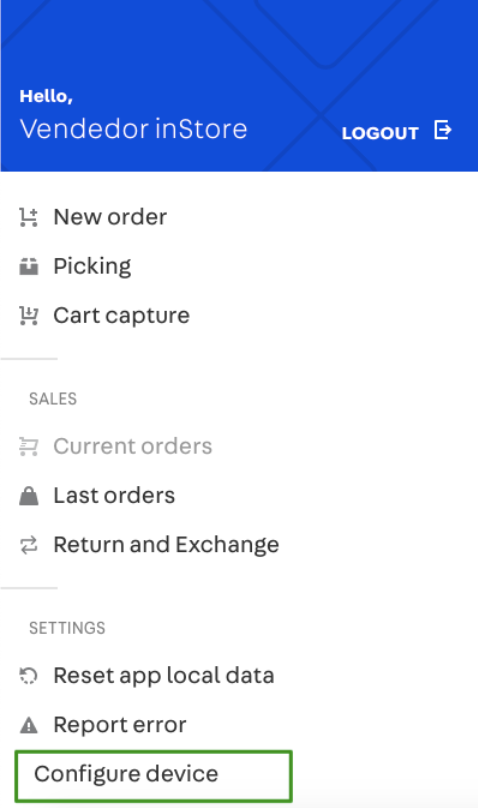 Hello,
Vendedor inStore
LOGOUT
New order
Picking
Cart capture
SALES
Current orders
Last orders
Return and Exchange
SETTINGS
Reset app local data
Report error
Configure device